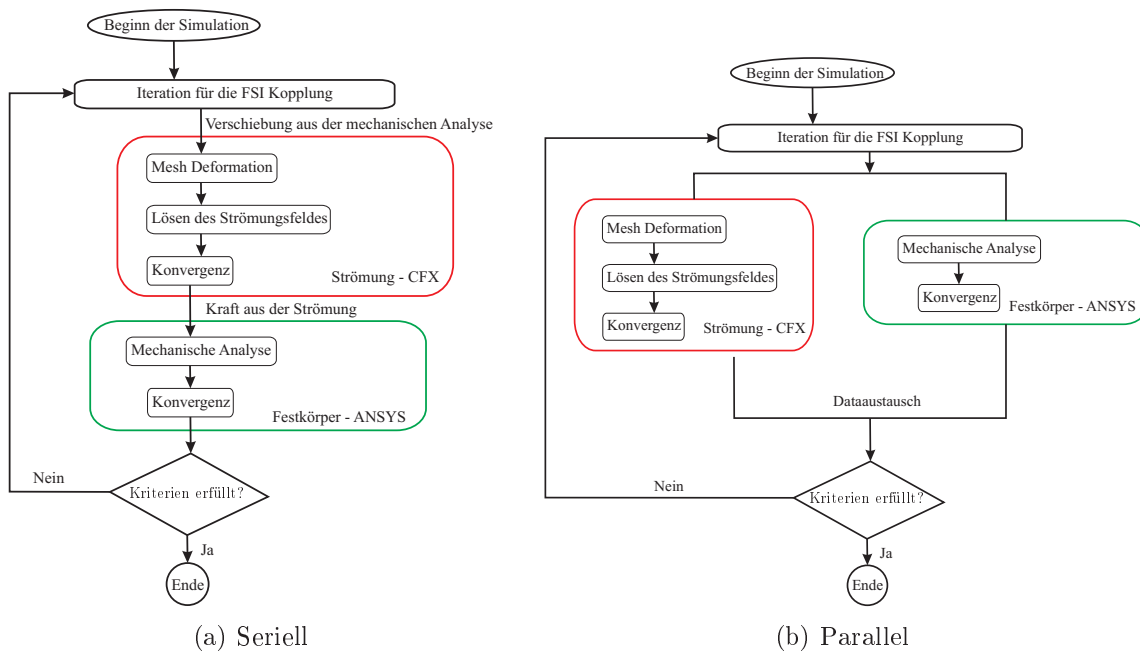 Beginn der Simulation
Iteration für die FSI Kopplung
Verschiebung aus der mechanischen Analyse
Mesh Deformation
Lösen des Strömungsfeldes
Konvergenz
Strömung - CFX
Kraft aus der Strömung
Mechanische Analyse
Konvergenz
Festkörper - ANSYS
Nein
Kriterien erfüllt?
Ja
Ende
(a) Seriell
Beginn der Simulation
Iteration für die FSI Kopplung
Mesh Deformation
Lösen des Strömungsfeldes
Konvergenz
Strömung - CFX
Mechanische Analyse
Konvergenz
Festkörper - ANSYS
Dataaustausch
Nein
Kriterien erfüllt?
Ja
Ende
(b) Parallel